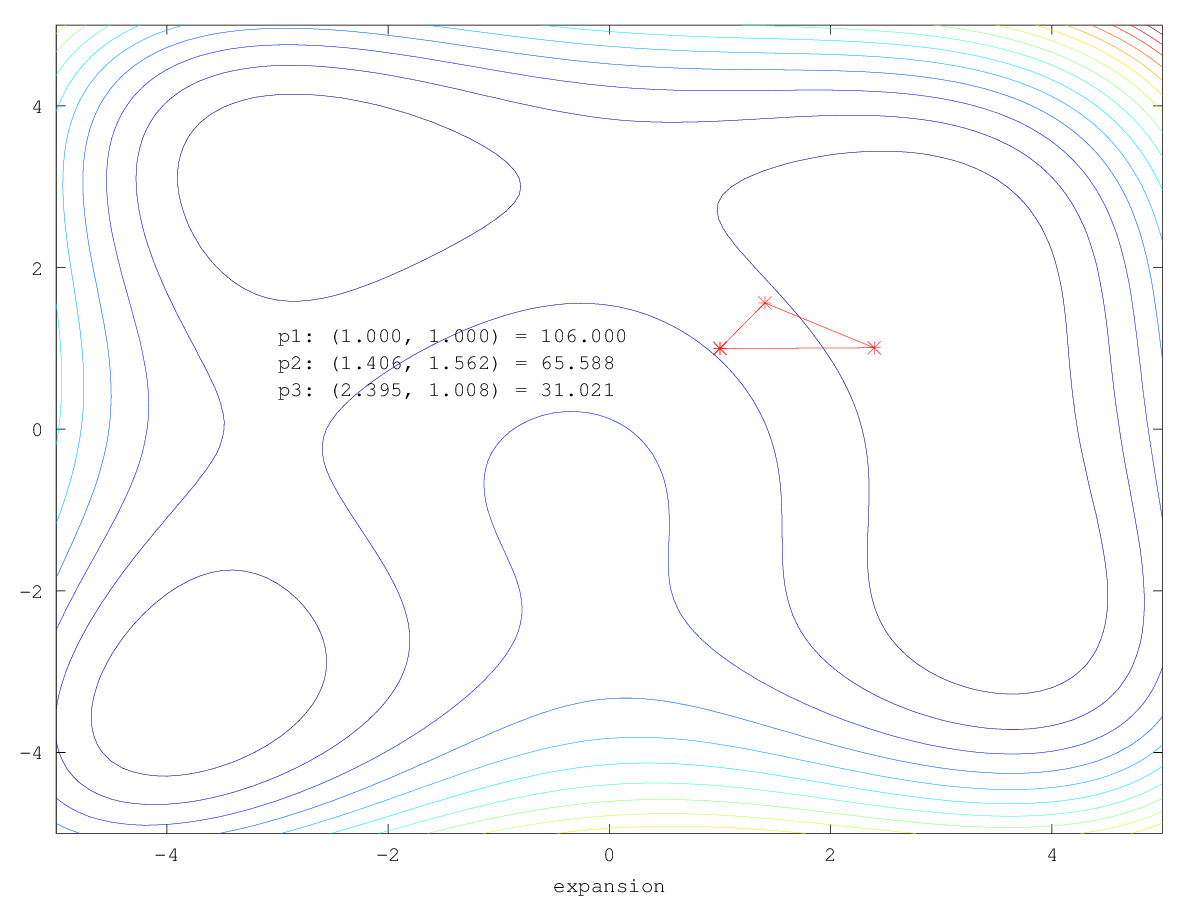 4
2
p1: (1.000, 1.000) = 106.000
p2: (1.406, 1.562) = 65.588
p3: (2.395, 1.008) = 31.021
0
-2
-4
-4 -2 0 2 4
expansion